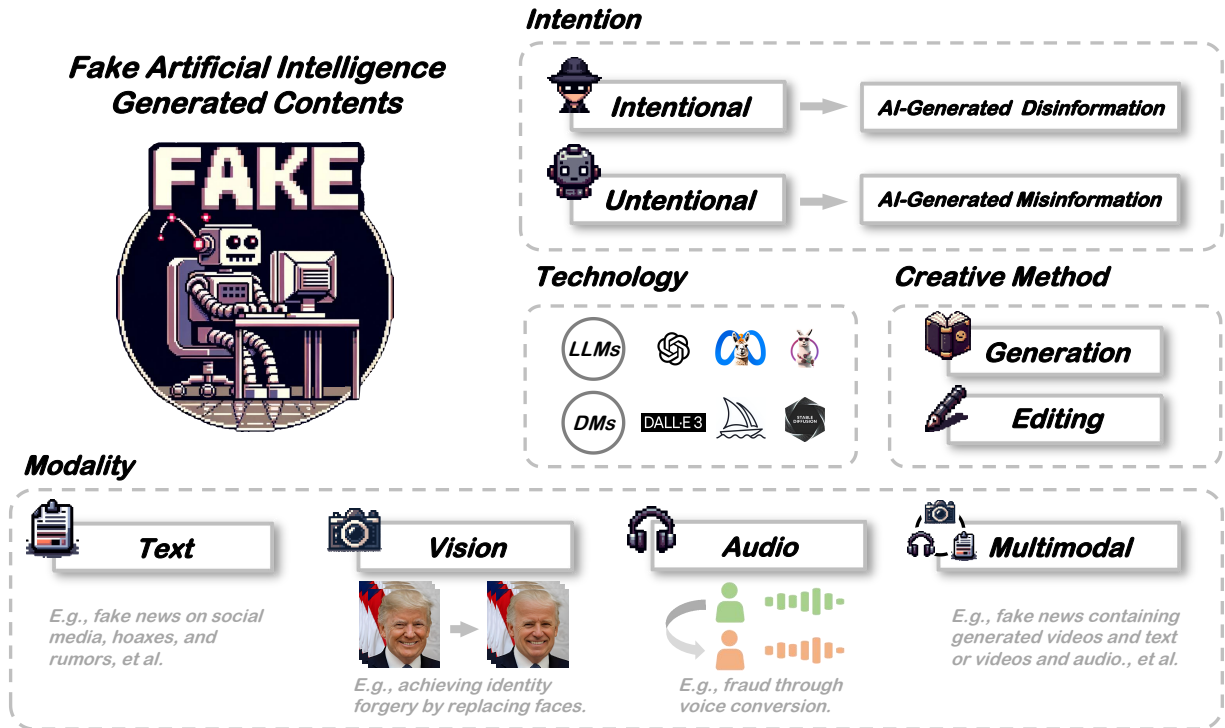 Fake Artificial Intelligence
Generated Contents
FAKE
Intention
Intentional
AI-Generated Disinformation
Untentional
AI-Generated Misinformation
Technology
LLMs
DMs
DALL·E 3
STABLE
DIFFUSION
Creative Method
Generation
Editing
Modality
Text
E.g., fake news on social
media, hoaxes, and
rumors, et al.
Vision
E.g., achieving identity
forgery by replacing faces.
Audio
E.g., fraud through
voice conversion.
Multimodal
E.g., fake news containing
generated videos and text
or videos and audio., et al.